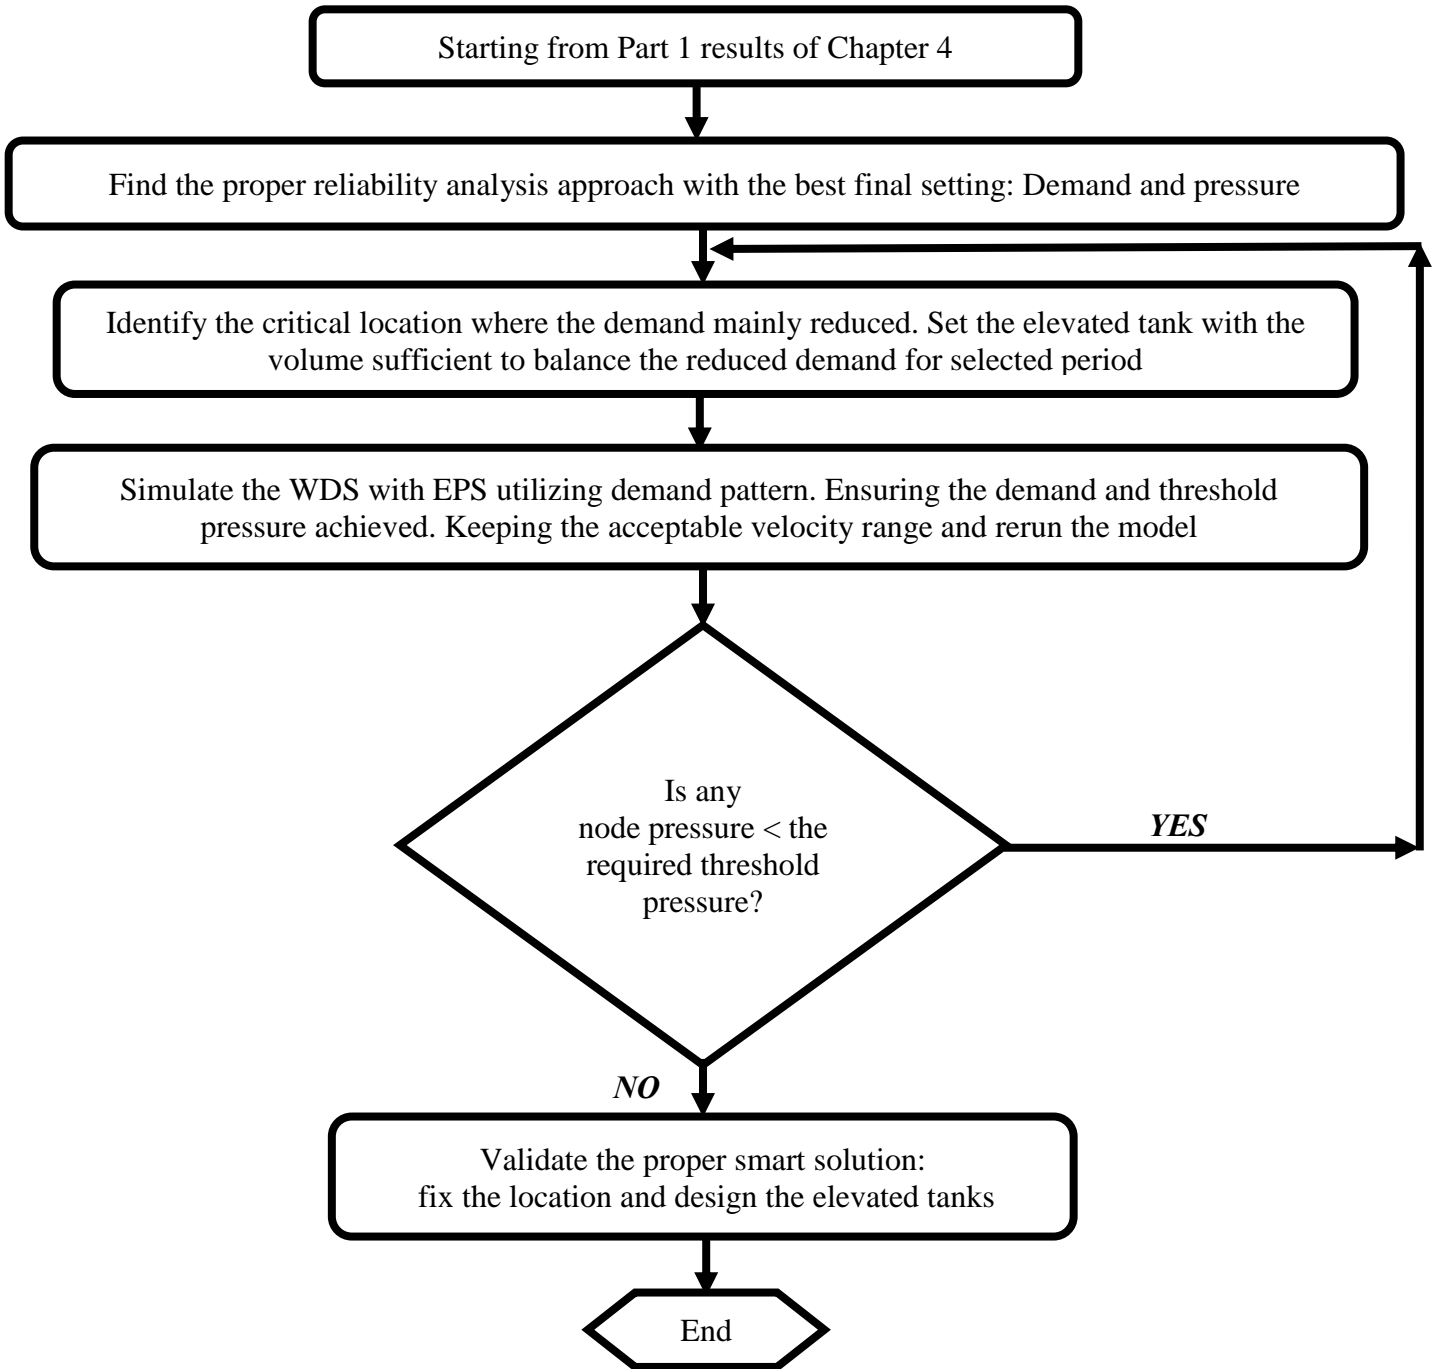 Starting from Part 1 results of Chapter 4
Find the proper reliability analysis approach with the best final setting: Demand and pressure
Identify the critical location where the demand mainly reduced. Set the elevated tank with the
volume sufficient to balance the reduced demand for selected period
Simulate the WDS with EPS utilizing demand pattern. Ensuring the demand and threshold
pressure achieved. Keeping the acceptable velocity range and rerun the model
Is any
node pressure < the
required threshold
pressure?
YES
NO
Validate the proper smart solution:
fix the location and design the elevated tanks
End